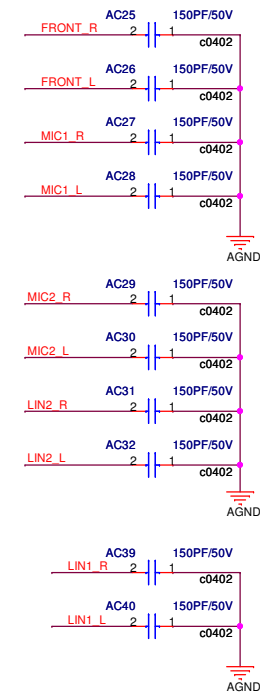 AC25 150PF/50V
FRONT_R 2 1
c0402
AC26 150PF/50V
FRONT_L 2 1
c0402
AC27 150PF/50V
MIC1_R 2 1
c0402
AC28 150PF/50V
MIC1_L 2 1
c0402
AGND
AC29 150PF/50V
MIC2_R 2 1
c0402
AC30 150PF/50V
MIC2_L 2 1
c0402
AC31 150PF/50V
LIN2_R 2 1
c0402
AC32 150PF/50V
LIN2_L 2 1
c0402
AGND
AC39 150PF/50V
LIN1_R 2 1
c0402
AC40 150PF/50V
LIN1_L 2 1
c0402
AGND